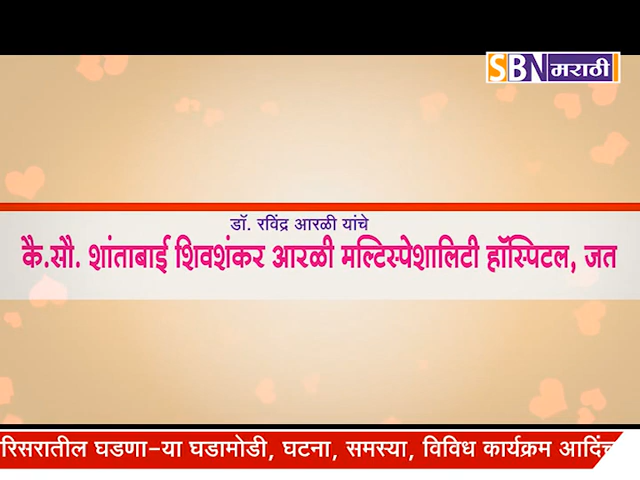 SBN मराठी
डॉ. रविंद्र आरळी यांचे
कै.सौ. शांताबाई शिवशंकर आरळी मल्टिस्पेशालिटी हॉस्पिटल, जत
रिसरातील घडणा-या घडामोडी, घटना, समस्या, विविध कार्यक्रम आदिंच